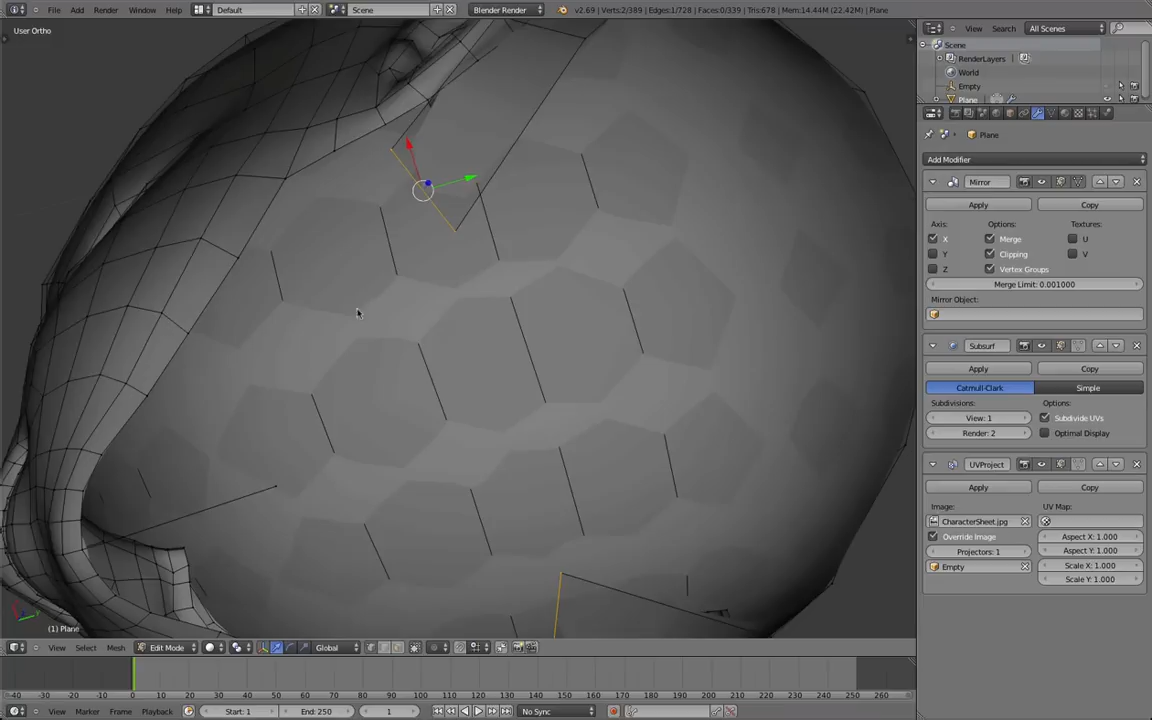 File Add Render Window Help Default Scene Blender Render v2.69 | Verts:2/389 | Edges:1/728 | Faces:0/339 | Tris:678 | Mem:14.44M (22.42M) | Plane
User Ortho
View Search All Scenes
Scene
RenderLayers
World
Empty
Plane
Plane
Add Modifier
Mirror
Apply Copy
Axis: Options: Textures:
X Merge U
Y Clipping V
Z Vertex Groups
Merge Limit: 0.001000
Mirror Object:
Subsurf
Apply Copy
Catmull-Clark Simple
Subdivisions: Options:
View: 1 Subdivide UVs
Render: 2 Optimal Display
UVProject
Apply Copy
Image: UV Map:
CharacterSheet.jpg
Override Image Aspect X: 1.000
Projectors: 1 Aspect Y: 1.000
Empty Scale X: 1.000
Scale Y: 1.000
(1) Plane
View Select Mesh Edit Mode Global
-40 -30 -20 -10 0 10 20 30 40 50 60 70 80 90 100 110 120 130 140 150 160 170 180 190 200 210 220 230 240 250 260
View Marker Frame Playback Start: 1 End: 250 1 No Sync